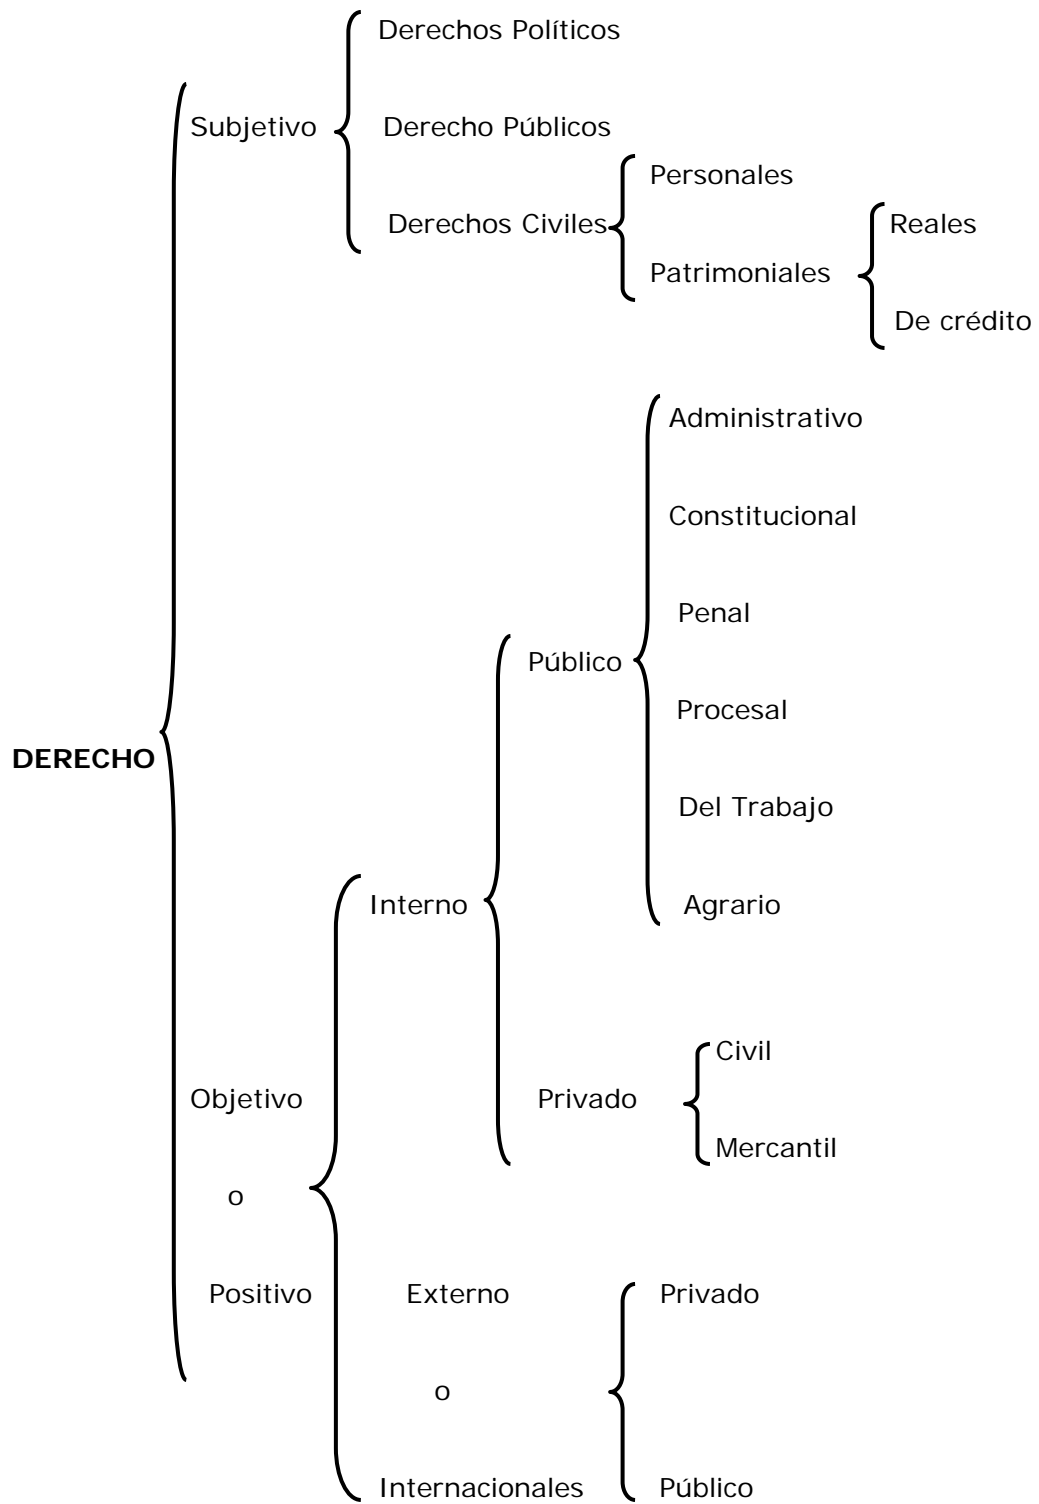 Derechos Políticos
Subjetivo
Derecho Públicos
Personales
Derechos Civiles
Reales
Patrimoniales
De crédito
Administrativo
Constitucional
Penal
Público
Procesal
DERECHO
Del Trabajo
Interno
Agrario
Civil
Objetivo
Privado
Mercantil
o
Positivo
Externo
Privado
o
Internacionales
Público